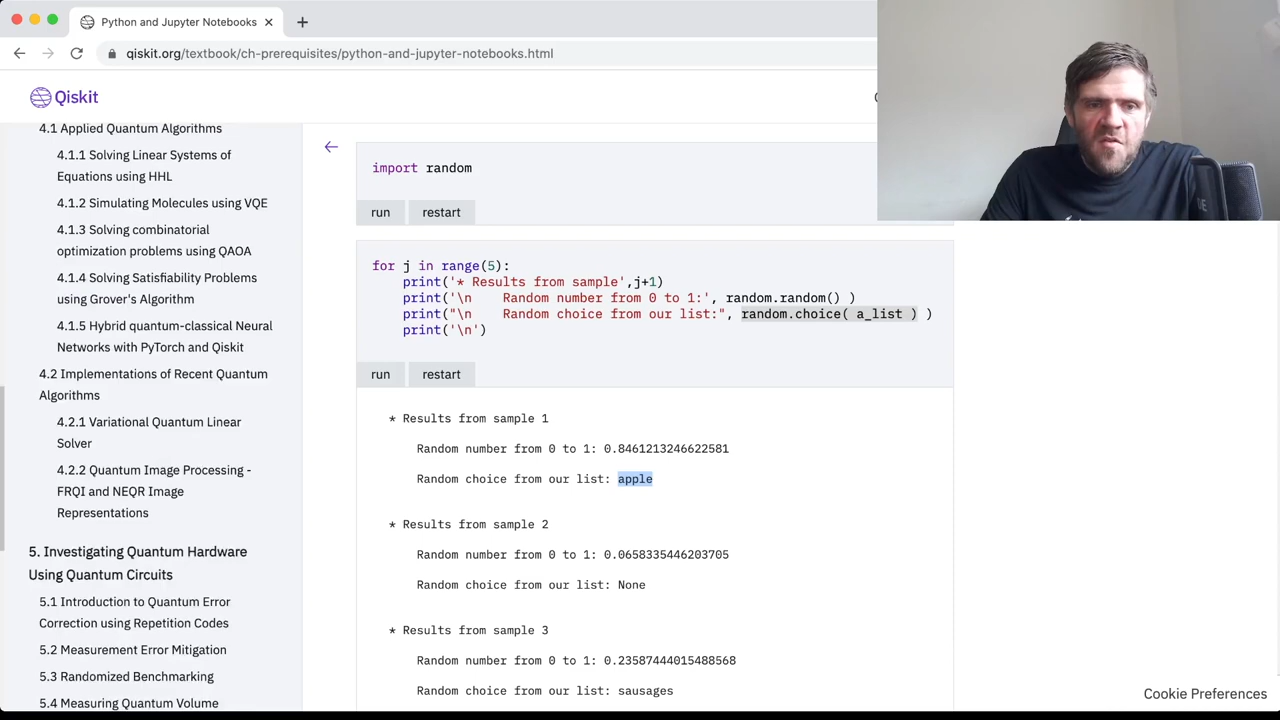 Python and Jupyter Notebooks
qiskit.org/textbook/ch-prerequisites/python-and-jupyter-notebooks.html
Qiskit
4.1 Applied Quantum Algorithms
4.1.1 Solving Linear Systems of
Equations using HHL
4.1.2 Simulating Molecules using VQE
4.1.3 Solving combinatorial
optimization problems using QAOA
4.1.4 Solving Satisfiability Problems
using Grover's Algorithm
4.1.5 Hybrid quantum-classical Neural
Networks with PyTorch and Qiskit
4.2 Implementations of Recent Quantum
Algorithms
4.2.1 Variational Quantum Linear
Solver
4.2.2 Quantum Image Processing -
FRQI and NEQR Image
Representations
5. Investigating Quantum Hardware
Using Quantum Circuits
5.1 Introduction to Quantum Error
Correction using Repetition Codes
5.2 Measurement Error Mitigation
5.3 Randomized Benchmarking
5.4 Measuring Quantum Volume
import random
run restart
for j in range(5):
    print('* Results from sample',j+1)
    print('\n    Random number from 0 to 1:', random.random() )
    print("\n    Random choice from our list:", random.choice( a_list ) )
    print('\n')
run restart
* Results from sample 1
Random number from 0 to 1: 0.8461213246622581
Random choice from our list: apple
* Results from sample 2
Random number from 0 to 1: 0.0658335446203705
Random choice from our list: None
* Results from sample 3
Random number from 0 to 1: 0.23587444015488568
Random choice from our list: sausages
Cookie Preferences